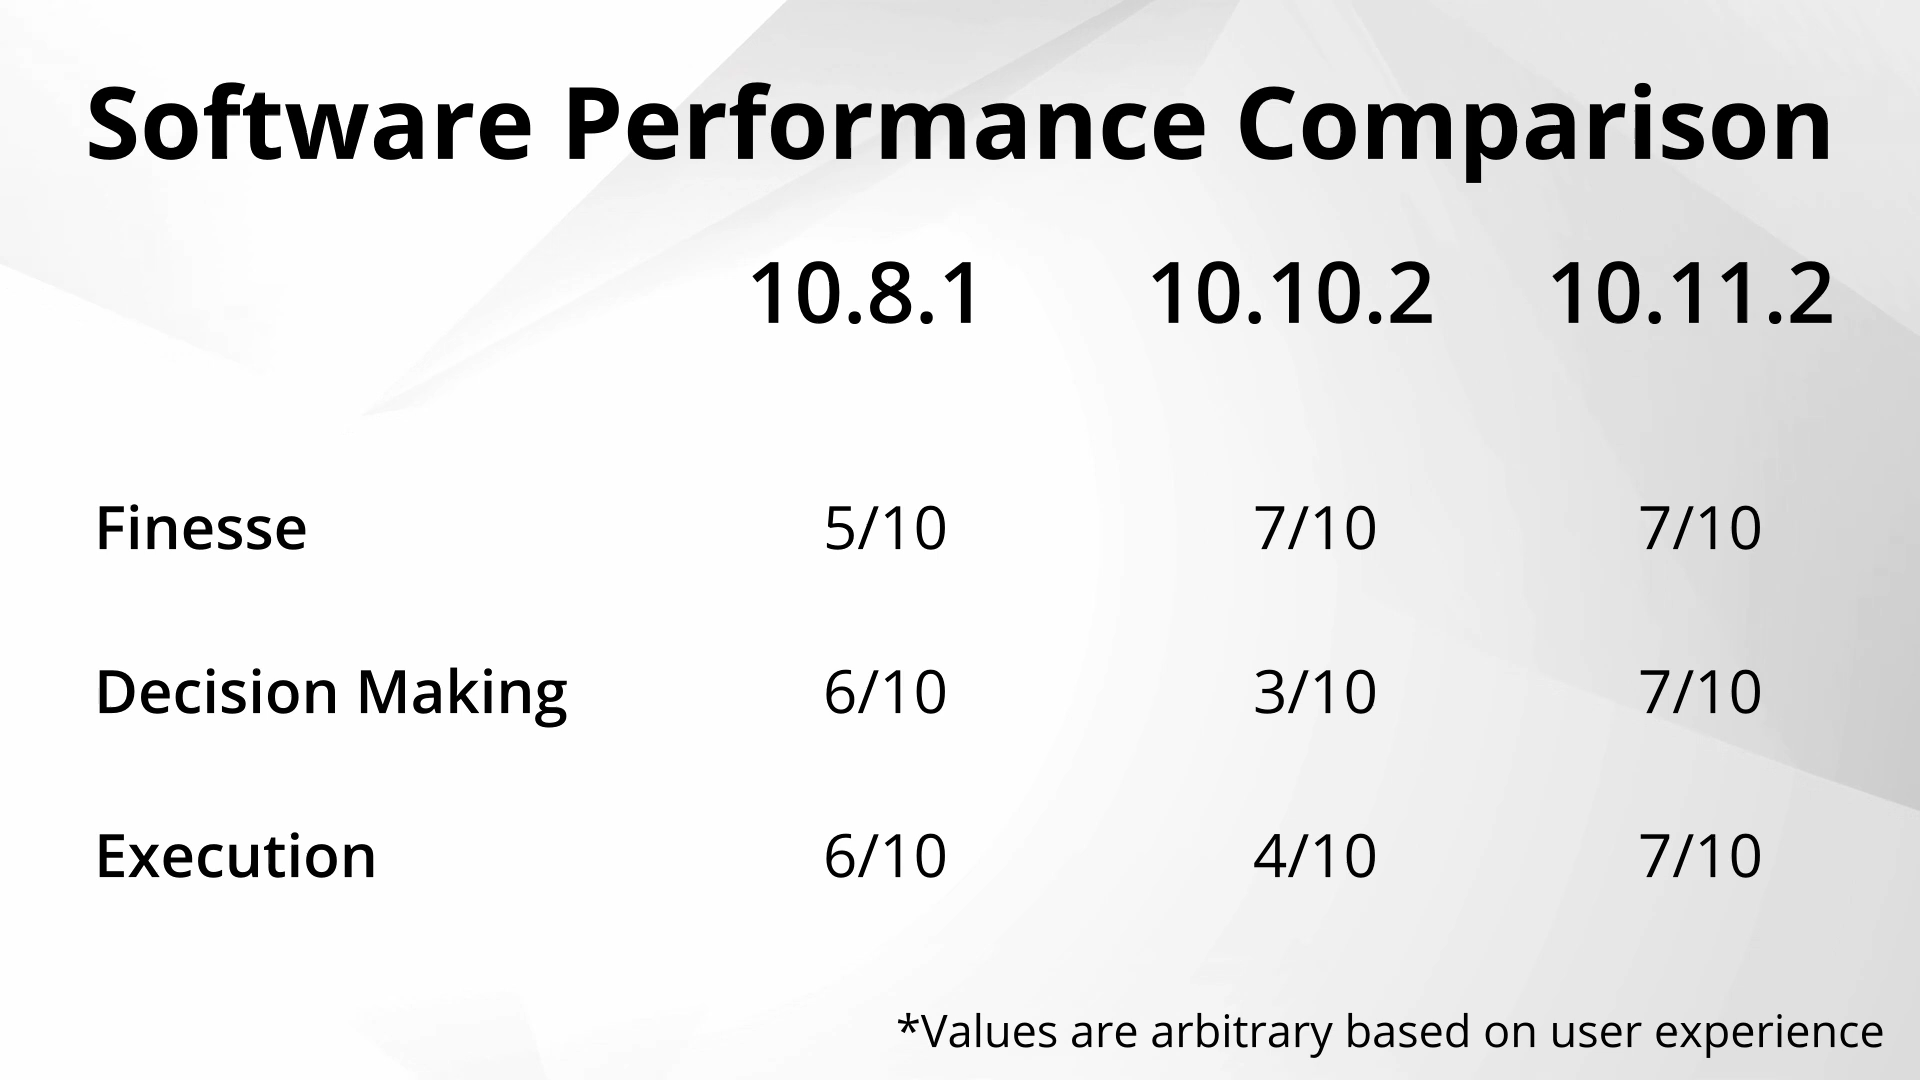 Software Performance Comparison
10.8.1 10.10.2 10.11.2
Finesse 5/10 7/10 7/10
Decision Making 6/10 3/10 7/10
Execution 6/10 4/10 7/10
*Values are arbitrary based on user experience